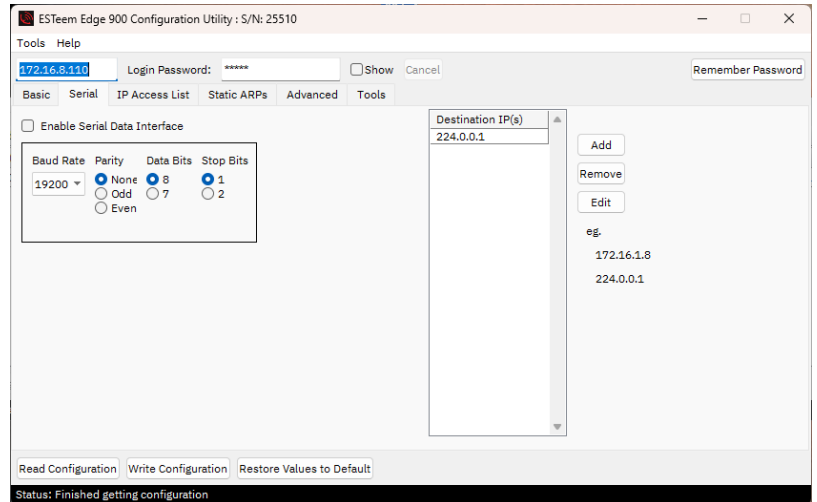 ESTeem Edge 900 Configuration Utility : S/N: 25510
Tools Help
172.16.8.110 Login Password: ***** Show Cancel Remember Password
Basic Serial IP Access List Static ARPs Advanced Tools
Enable Serial Data Interface
Baud Rate Parity Data Bits Stop Bits
19200 None 8 1
Odd 7 2
Even
Destination IP(s)
224.0.0.1
Add
Remove
Edit
eg.
172.16.1.8
224.0.0.1
Read Configuration Write Configuration Restore Values to Default
Status: Finished getting configuration